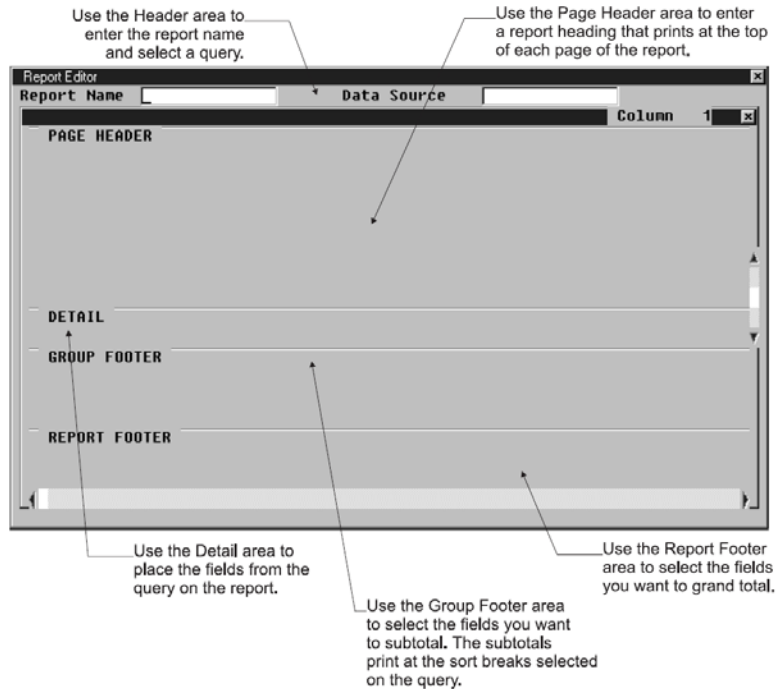 Use the Header area to
enter the report name
and select a query.
Use the Page Header area to enter
a report heading that prints at the top
of each page of the report.
Report Editor
Report Name
Data Source
Column 1
PAGE HEADER
DETAIL
GROUP FOOTER
REPORT FOOTER
Use the Detail area to
place the fields from the
query on the report.
Use the Group Footer area
to select the fields you want
to subtotal. The subtotals
print at the sort breaks selected
on the query.
Use the Report Footer
area to select the fields
you want to grand total.